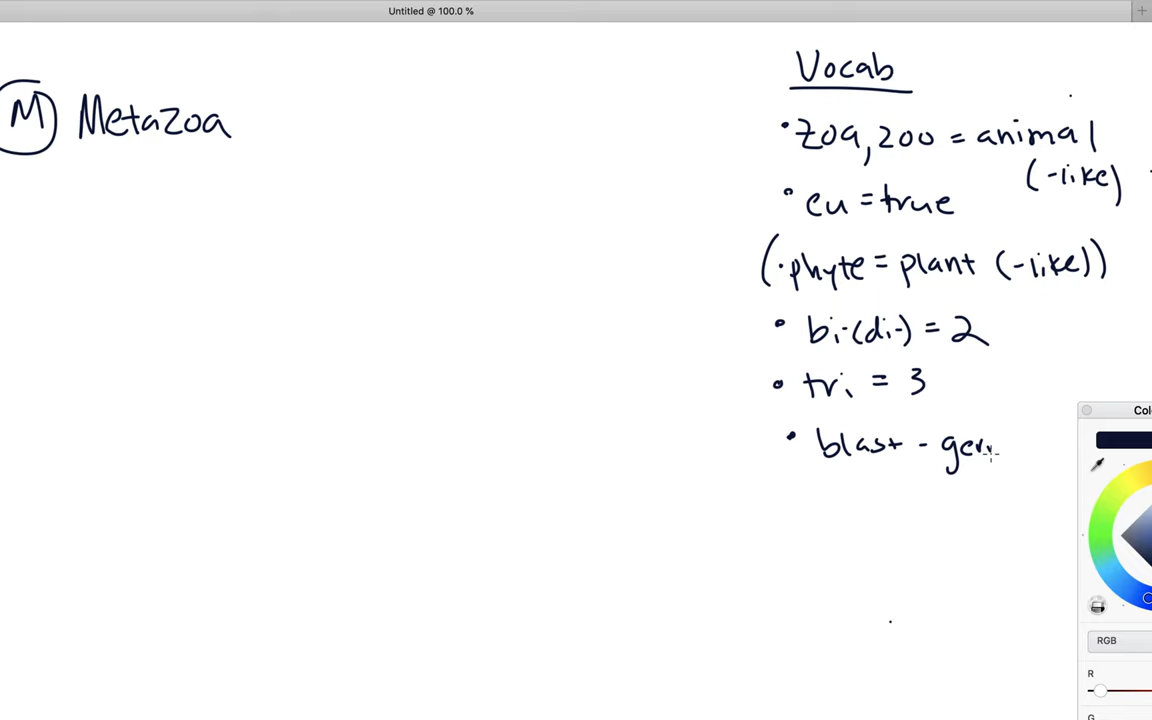 Untitled @ 100.0 %
M Metazoa
Vocab
• zoa, zoo = animal
(-like)
• eu = true
(• phyte = plant (-like))
• bi-(di-) = 2
• tri = 3
• blast - ger
Col
RGB
R
G